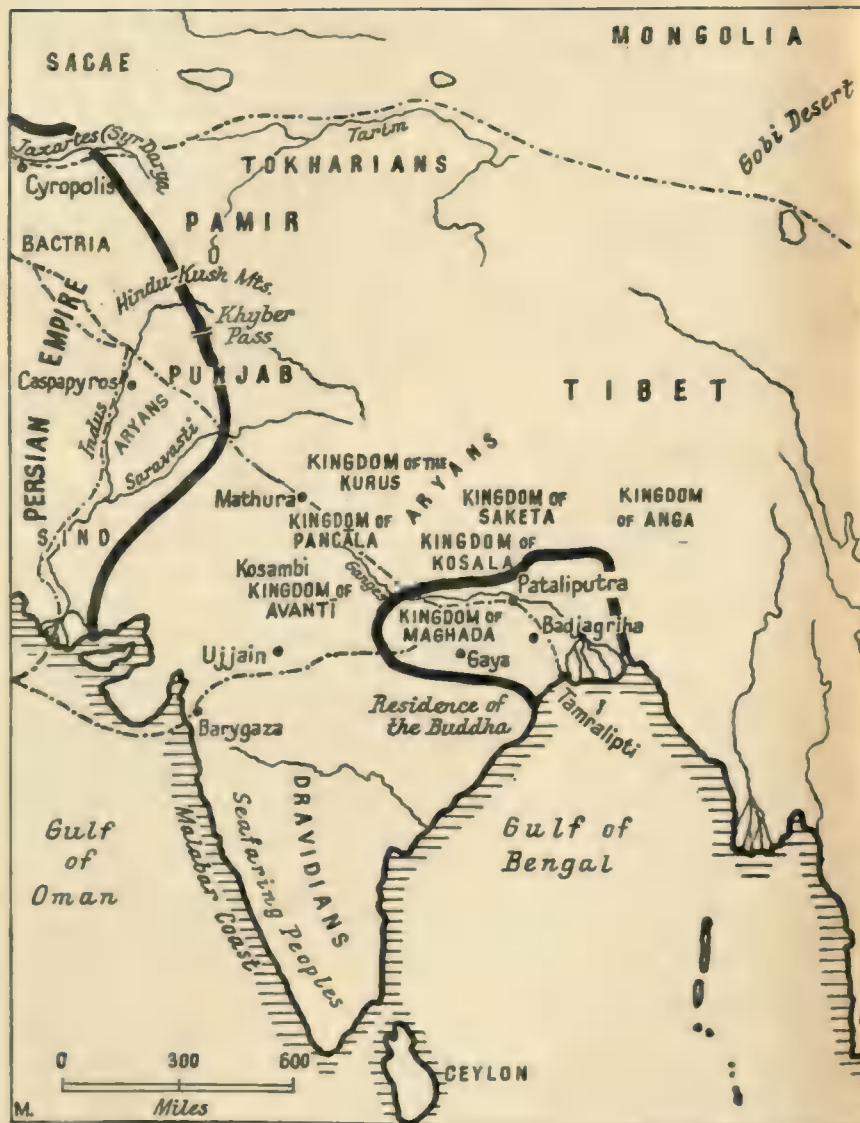 MONGOLIA
SACAE
Gobi Desert
Tarim
Jaxartes (Syr Darga
TOKHARIANS
Cyropolis
PAMIR
BACTRIA
Hindu-Kush Mts.
Khyber
Pass
PERSIAN EMPIRE
PUNJAB
Caspapyros
TIBET
Indus
ARYANS
Saravasti
ARYANS
KINGDOM OF THE
KURUS
Mathura
KINGDOM OF
SAKETA
KINGDOM
OF ANGA
SIND
KINGDOM OF
PANCÂLA
KINGDOM OF
KOSALA
Kosambi
KINGDOM OF
AVANTI
Ganges
Pataliputra
KINGDOM OF
MAGHADA
Badjagriha
Ujjain
Gaya
Residence of
the Buddha
Tamralipti
Barygaza
DRAVIDIANS
Seafaring Peoples
Malabar Coast
Gulf
of
Oman
Gulf of
Bengal
0 300 600
Miles
CEYLON
M.